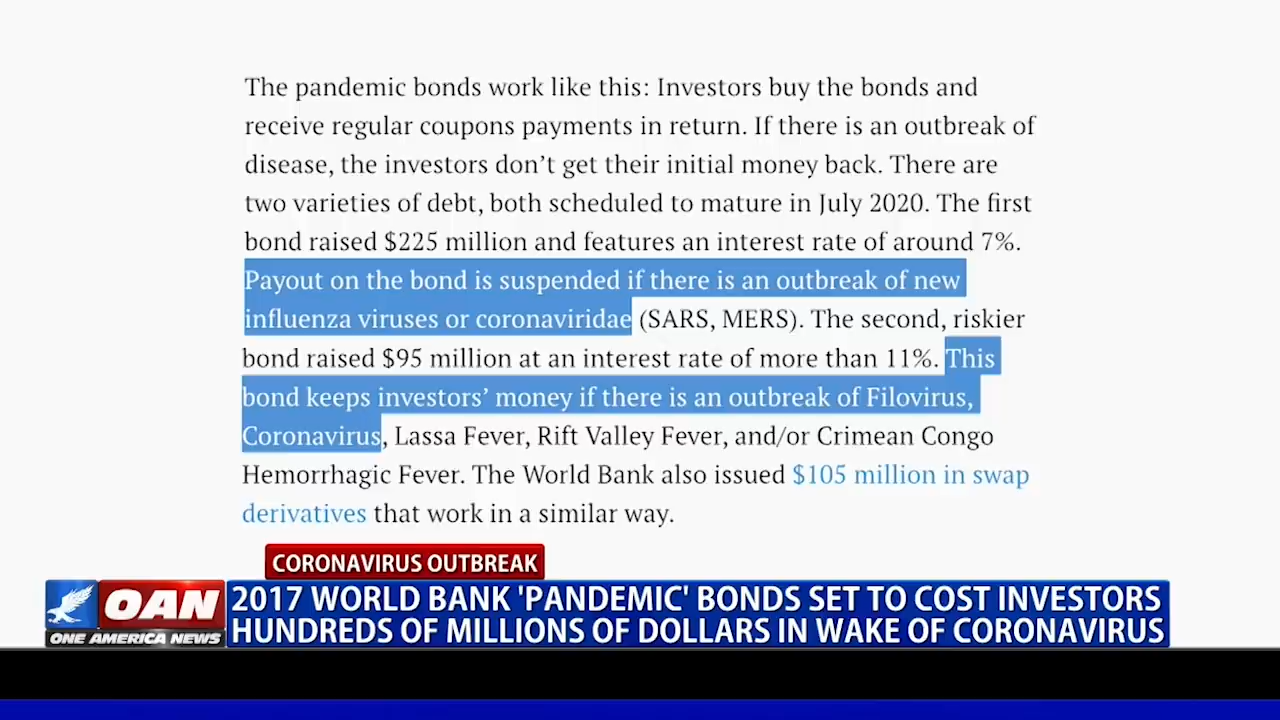 The pandemic bonds work like this: Investors buy the bonds and
receive regular coupons payments in return. If there is an outbreak of
disease, the investors don’t get their initial money back. There are
two varieties of debt, both scheduled to mature in July 2020. The first
bond raised $225 million and features an interest rate of around 7%.
Payout on the bond is suspended if there is an outbreak of new
influenza viruses or coronaviridae (SARS, MERS). The second, riskier
bond raised $95 million at an interest rate of more than 11%. This
bond keeps investors’ money if there is an outbreak of Filovirus,
Coronavirus, Lassa Fever, Rift Valley Fever, and/or Crimean Congo
Hemorrhagic Fever. The World Bank also issued $105 million in swap
derivatives that work in a similar way.
CORONAVIRUS OUTBREAK
OAN
ONE AMERICA NEWS
2017 WORLD BANK 'PANDEMIC' BONDS SET TO COST INVESTORS
HUNDREDS OF MILLIONS OF DOLLARS IN WAKE OF CORONAVIRUS